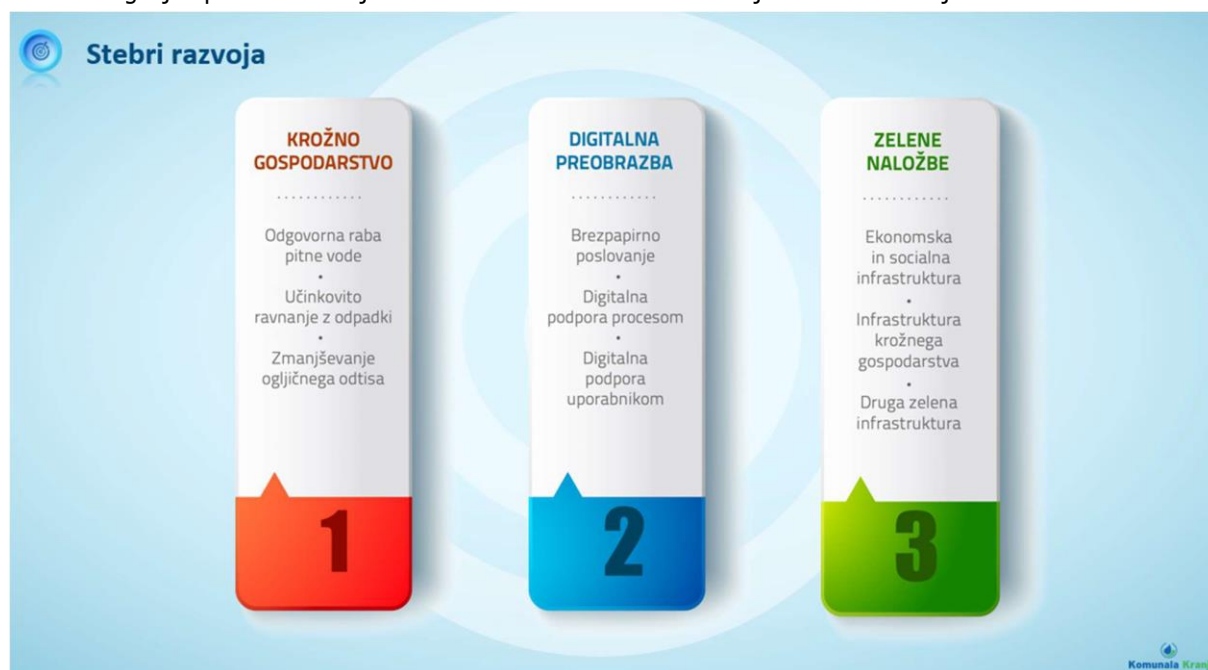 Stebri razvoja
KROŽNO
GOSPODARSTVO
Odgovorna raba
pitne vode
Učinkovito
ravnanje z odpadki
Zmanjševanje
ogljičnega odtisa
1
DIGITALNA
PREOBRAZBA
Brezpapirno
poslovanje
Digitalna
podpora procesom
Digitalna
podpora
uporabnikom
2
ZELENE
NALOŽBE
Ekonomska
in socialna
infrastruktura
Infrastruktura
krožnega
gospodarstva
Druga zelena
infrastruktura
3
Komunala Kranj